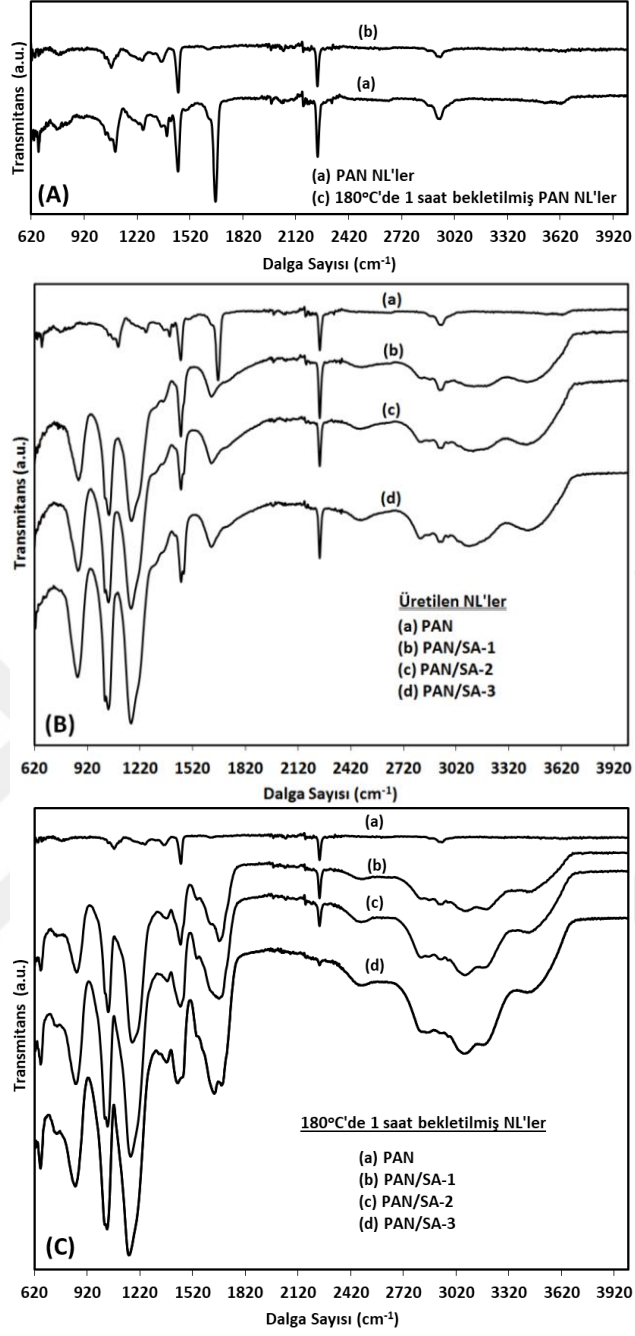 (b)
(a)
Transmitans (a.u.)
(a) PAN NL'ler
(c) 180°C'de 1 saat bekletilmiş PAN NL'ler
(A)
620 920 1220 1520 1820 2120 2420 2720 3020 3320 3620 3920
Dalga Sayısı (cm-1)
(a)
(b)
(c)
(d)
Transmitans (a.u.)
Üretilen NL'ler
(a) PAN
(b) PAN/SA-1
(c) PAN/SA-2
(d) PAN/SA-3
(B)
620 920 1220 1520 1820 2120 2420 2720 3020 3320 3620 3920
Dalga Sayısı (cm-1)
(a)
(b)
(c)
(d)
Transmitans (a.u.)
180°C'de 1 saat bekletilmiş NL'ler
(a) PAN
(b) PAN/SA-1
(c) PAN/SA-2
(d) PAN/SA-3
(C)
620 920 1220 1520 1820 2120 2420 2720 3020 3320 3620 3920
Dalga Sayısı (cm-1)